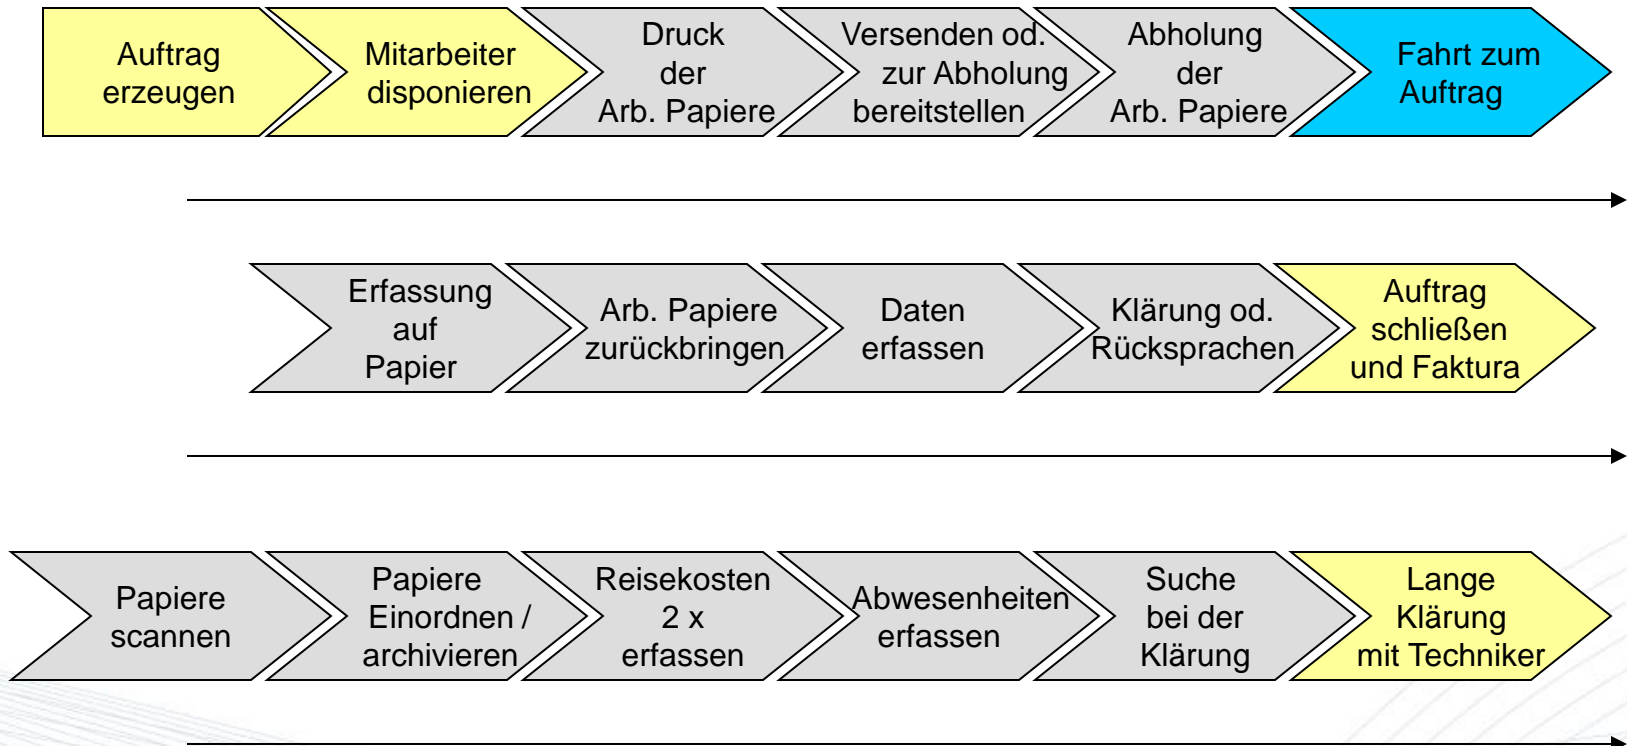 Auftrag
erzeugen
Mitarbeiter
disponieren
Druck
der
Arb. Papiere
Versenden od.
zur Abholung
bereitstellen
Abholung
der
Arb. Papiere
Fahrt zum
Auftrag
Erfassung
auf
Papier
Arb. Papiere
zurückbringen
Daten
erfassen
Klärung od.
Rücksprachen
Auftrag
schließen
und Faktura
Papiere
scannen
Papiere
Einordnen /
archivieren
Reisekosten
2 x
erfassen
Abwesenheiten
erfassen
Suche
bei der
Klärung
Lange
Klärung
mit Techniker